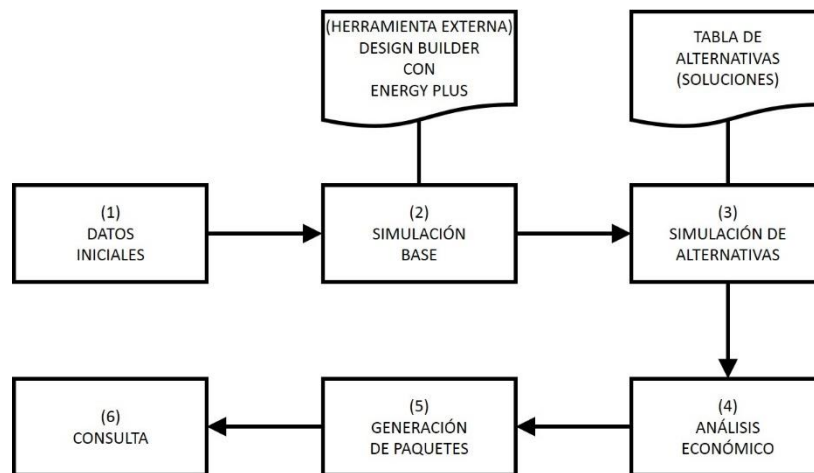 (HERRAMIENTA EXTERNA)
DESIGN BUILDER
CON
ENERGY PLUS
TABLA DE
ALTERNATIVAS
(SOLUCIONES)
(1)
DATOS
INICIALES
(2)
SIMULACIÓN
BASE
(3)
SIMULACIÓN DE
ALTERNATIVAS
(6)
CONSULTA
(5)
GENERACIÓN
DE PAQUETES
(4)
ANÁLISIS
ECONÓMICO